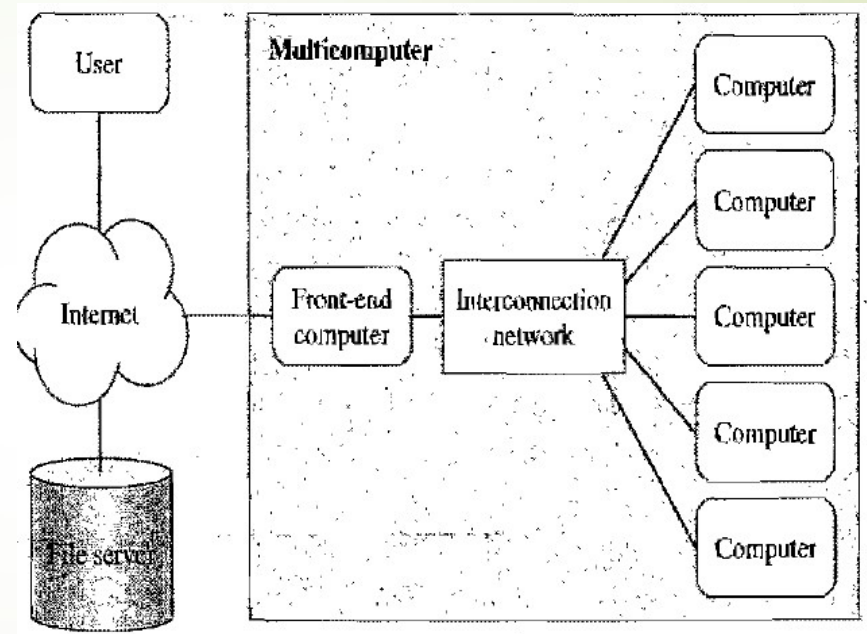 User
Multicomputer
Computer
Computer
Internet
Front-end
computer
Interconnection
network
Computer
Computer
File server
Computer